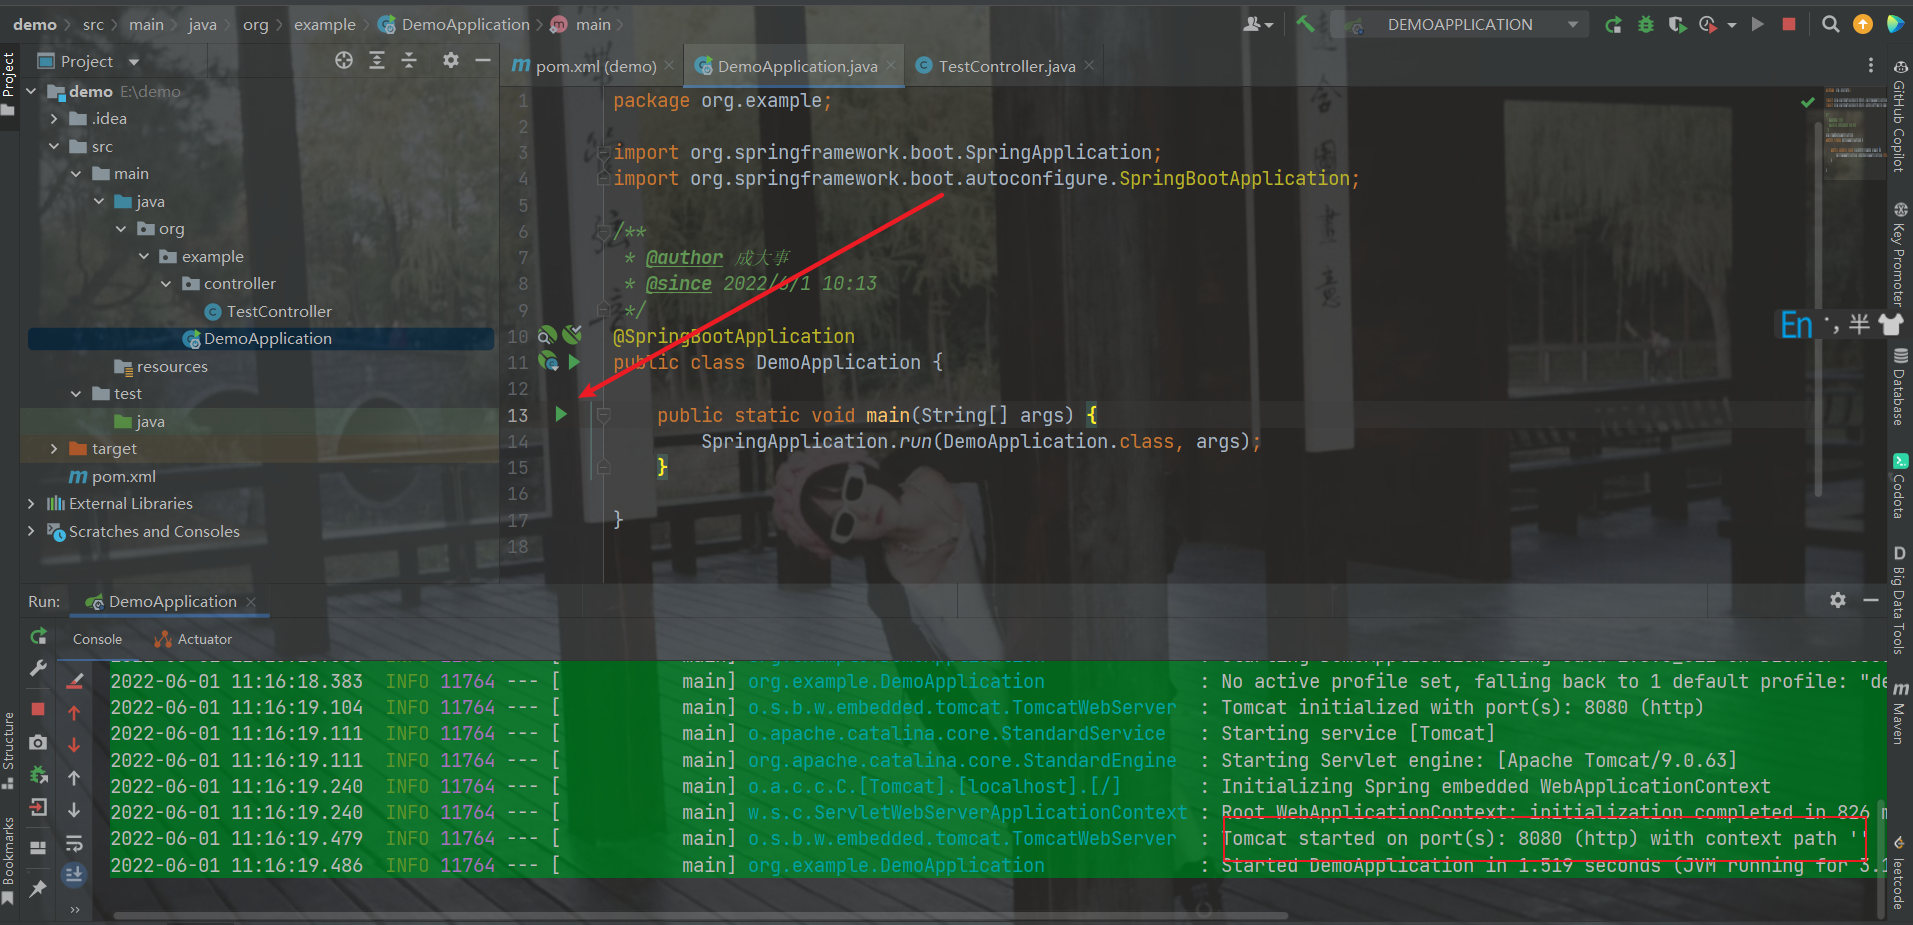 demo > src > main > java > org > example > DemoApplication > main
DEMOAPPLICATION
Project
Project
demo E:\demo
.idea
src
main
java
org
example
controller
TestController
DemoApplication
resources
test
java
target
pom.xml
External Libraries
Scratches and Consoles
pom.xml (demo)
DemoApplication.java
TestController.java
1 package org.example;
2
3 import org.springframework.boot.SpringApplication;
4 import org.springframework.boot.autoconfigure.SpringBootApplication;
5
6 /**
7 * @author 成大事
8 * @since 2022/6/1 10:13
9 */
10 @SpringBootApplication
11 public class DemoApplication {
12
13 public static void main(String[] args) {
14 SpringApplication.run(DemoApplication.class, args);
15 }
16
17 }
18
En ·, 半
GitHub Copilot
Key Promoter
Database
Codota
Big Data Tools
Maven
leetcode
Structure
Bookmarks
Run: DemoApplication
Console Actuator
2022-06-01 11:16:18.383 INFO 11764 --- [ main] org.example.DemoApplication : No active profile set, falling back to 1 default profile: "de
2022-06-01 11:16:19.104 INFO 11764 --- [ main] o.s.b.w.embedded.tomcat.TomcatWebServer : Tomcat initialized with port(s): 8080 (http)
2022-06-01 11:16:19.111 INFO 11764 --- [ main] o.apache.catalina.core.StandardService : Starting service [Tomcat]
2022-06-01 11:16:19.111 INFO 11764 --- [ main] org.apache.catalina.core.StandardEngine : Starting Servlet engine: [Apache Tomcat/9.0.63]
2022-06-01 11:16:19.240 INFO 11764 --- [ main] o.a.c.c.C.[Tomcat].[localhost].[/] : Initializing Spring embedded WebApplicationContext
2022-06-01 11:16:19.240 INFO 11764 --- [ main] w.s.c.ServletWebServerApplicationContext : Root WebApplicationContext: initialization completed in 826 m
2022-06-01 11:16:19.479 INFO 11764 --- [ main] o.s.b.w.embedded.tomcat.TomcatWebServer : Tomcat started on port(s): 8080 (http) with context path ''
2022-06-01 11:16:19.486 INFO 11764 --- [ main] org.example.DemoApplication : Started DemoApplication in 1.519 seconds (JVM running for 3.1